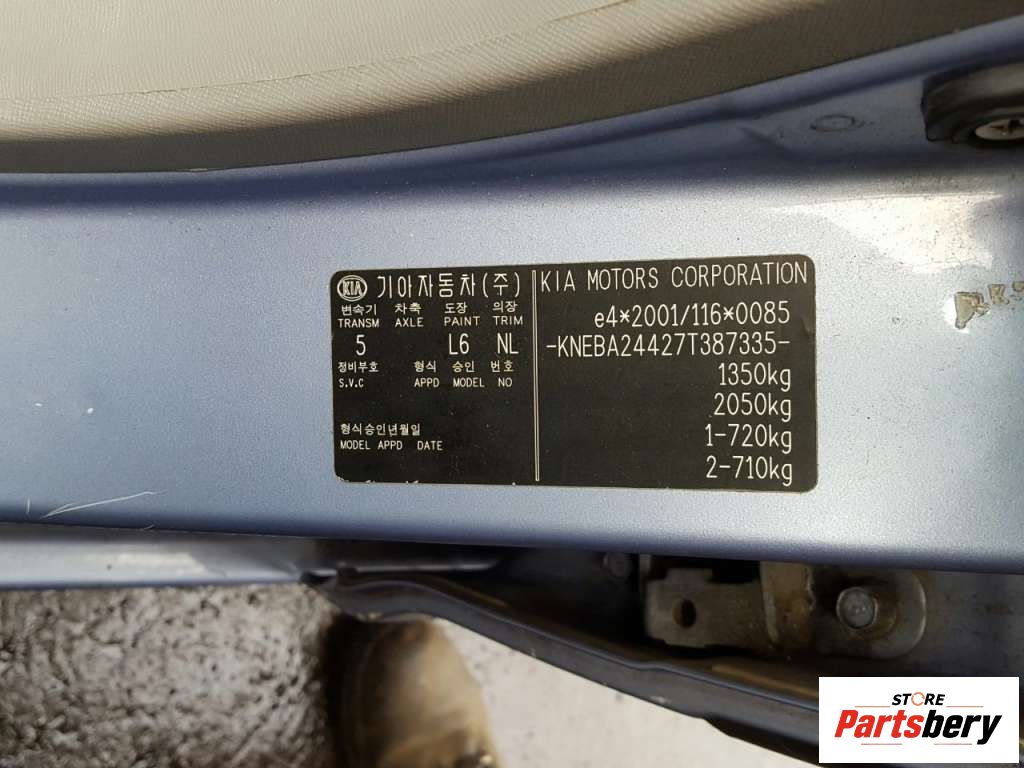 KIA 기아자동차(주)
변속기 차축 도장 의장
TRANSM AXLE PAINT TRIM
5 L6 NL
정비부호 형식 승인 번호
S.V.C APPD MODEL NO
형식승인년월일
MODEL APPD DATE
KIA MOTORS CORPORATION
e4*2001/116*0085
-KNEBA24427T387335-
1350kg
2050kg
1-720kg
2-710kg
STORE
Partsbery